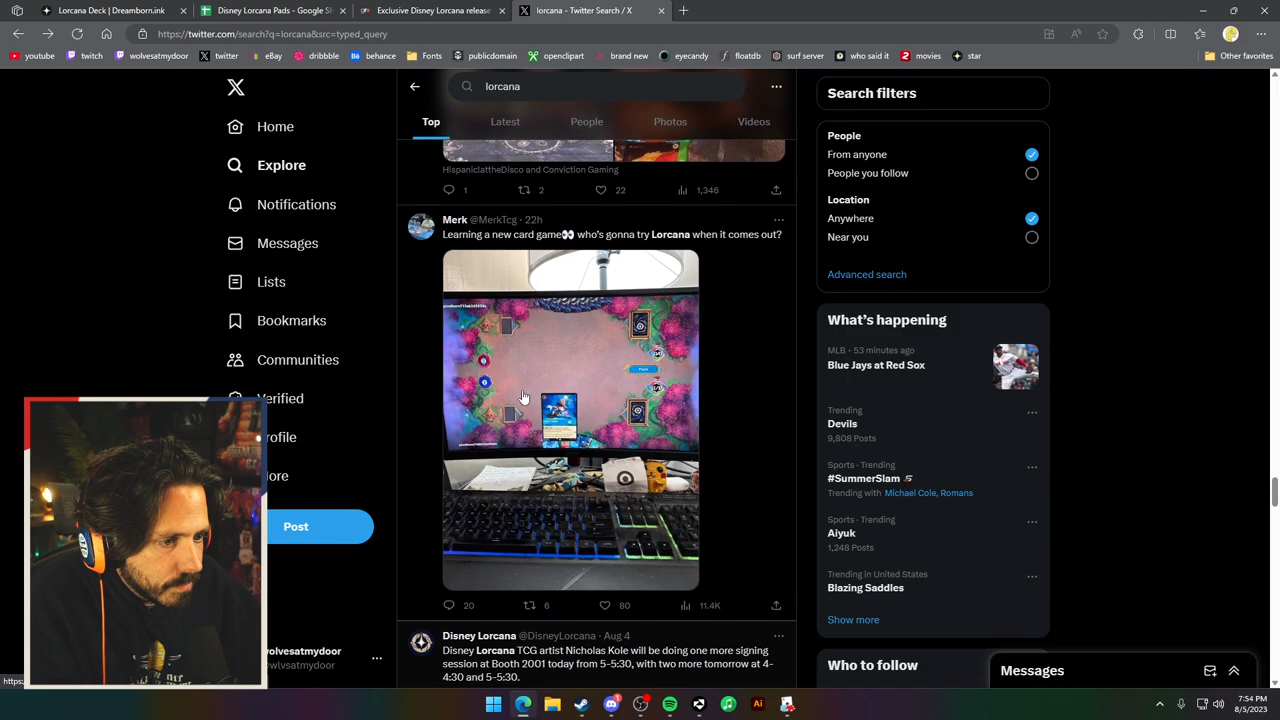 Lorcana Deck | Dreamborn.ink
Disney Lorcana Pads - Google Sh
Exclusive Disney Lorcana release
lorcana - Twitter Search / X
https://twitter.com/search?q=lorcana&src=typed_query
youtube
twitch
wolvesatmydoor
twitter
eBay
dribbble
behance
Fonts
publicdomain
openclipart
brand new
eyecandy
floatdb
surf server
who said it
movies
star
Other favorites
lorcana
Top
Latest
People
Photos
Videos
Home
Explore
Notifications
Messages
Lists
Bookmarks
Communities
Verified
rofile
ore
Post
wolvesatmydoor
wlvsatmydoor
Hispanic!attheDisco and Conviction Gaming
1
2
22
1,346
Merk @MerkTcg · 22h
Learning a new card game👀 who's gonna try Lorcana when it comes out?
20
6
80
11.4K
Disney Lorcana @DisneyLorcana · Aug 4
Disney Lorcana TCG artist Nicholas Kole will be doing one more signing
session at Booth 2001 today from 5-5:30, with two more tomorrow at 4-
4:30 and 5-5:30.
Search filters
People
From anyone
People you follow
Location
Anywhere
Near you
Advanced search
What's happening
MLB · 53 minutes ago
Blue Jays at Red Sox
Trending
Devils
9,808 Posts
Sports · Trending
#SummerSlam
Trending with Michael Cole, Romans
Sports · Trending
Aiyuk
1,248 Posts
Trending in United States
Blazing Saddles
Show more
Who to follow
Messages
https:
7:54 PM
8/5/2023